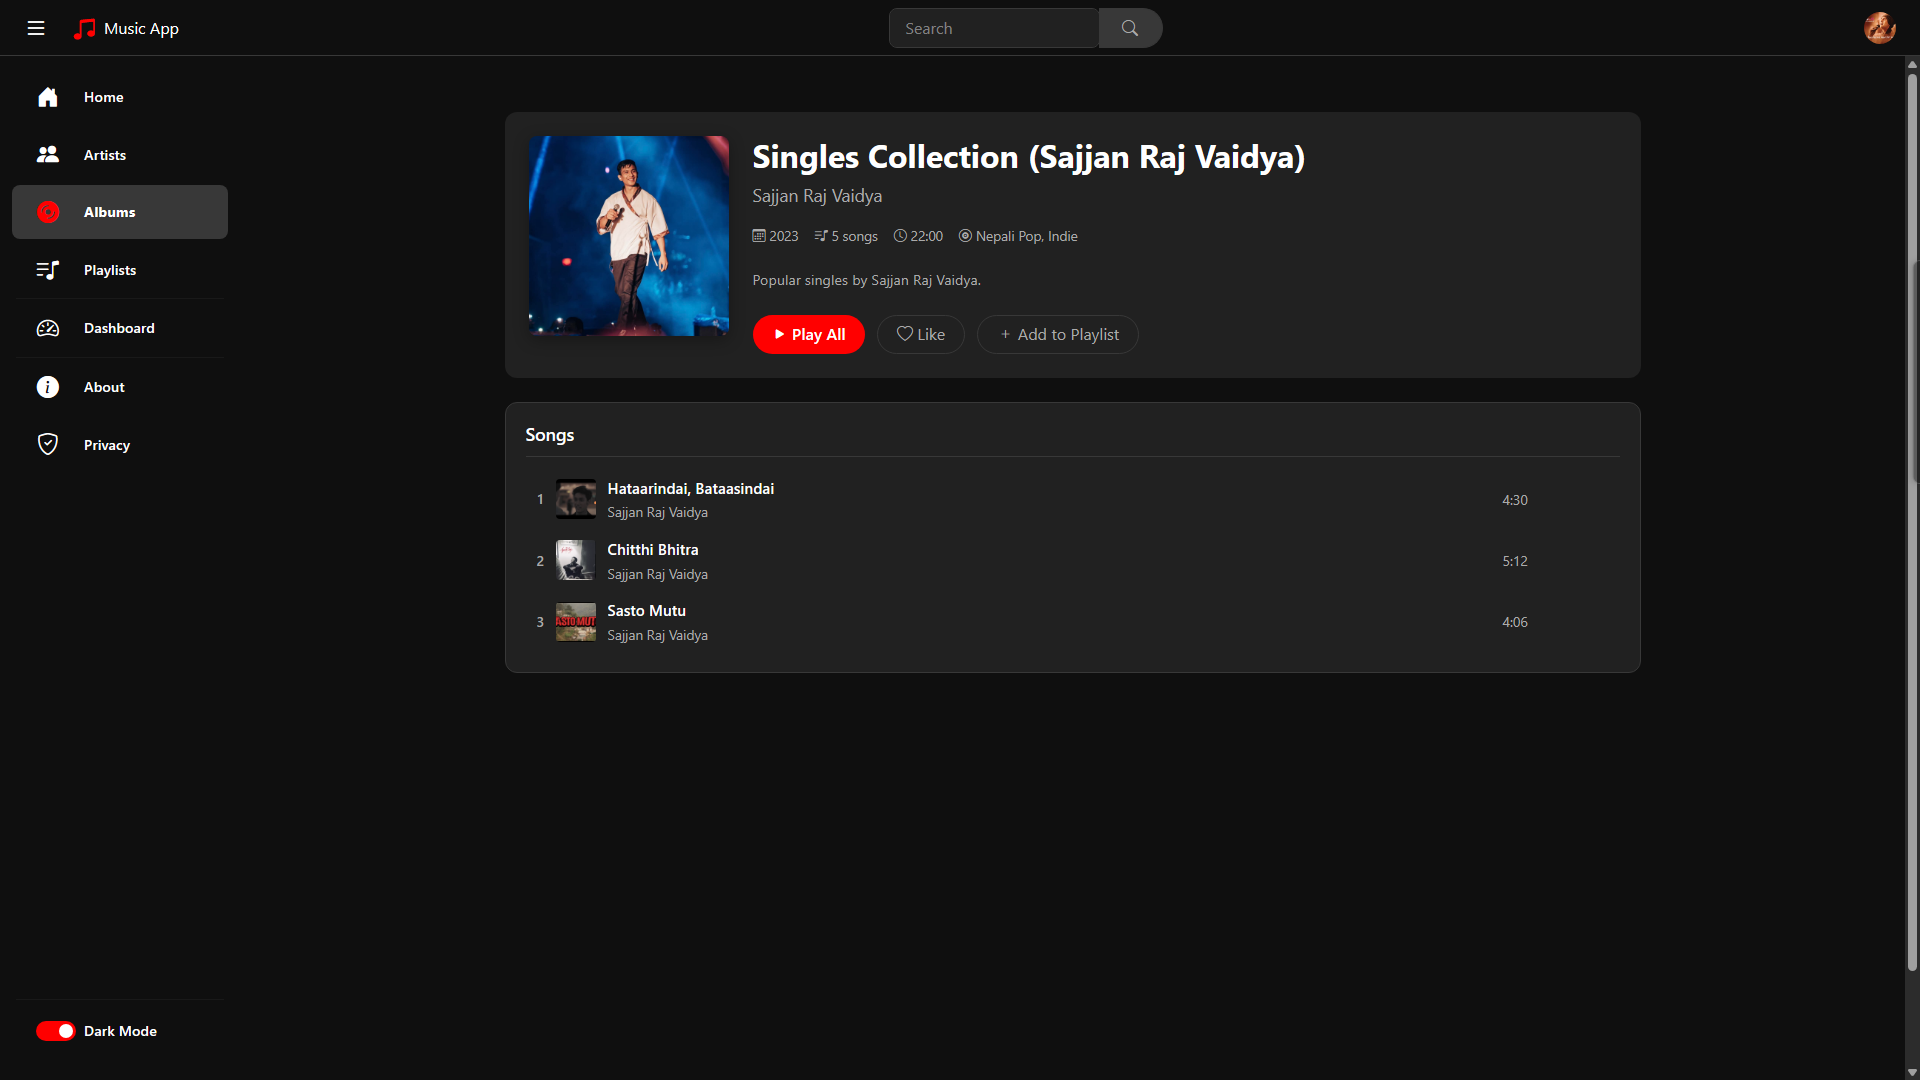 Music App
Search
Home
Artists
Albums
Playlists
Dashboard
About
Privacy
Dark Mode
Singles Collection (Sajjan Raj Vaidya)
Sajjan Raj Vaidya
2023 5 songs 22:00 Nepali Pop, Indie
Popular singles by Sajjan Raj Vaidya.
Play All Like + Add to Playlist
Songs
1 Hataarindai, Bataasindai 4:30
Sajjan Raj Vaidya
2 Chitthi Bhitra 5:12
Sajjan Raj Vaidya
3 Sasto Mutu 4:06
Sajjan Raj Vaidya